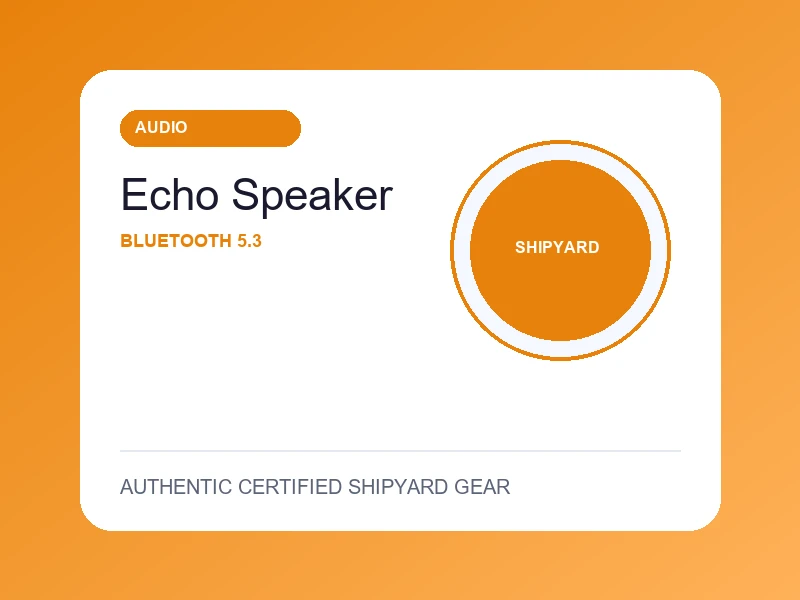 AUDIO
Echo Speaker
BLUETOOTH 5.3
SHIPYARD
AUTHENTIC CERTIFIED SHIPYARD GEAR